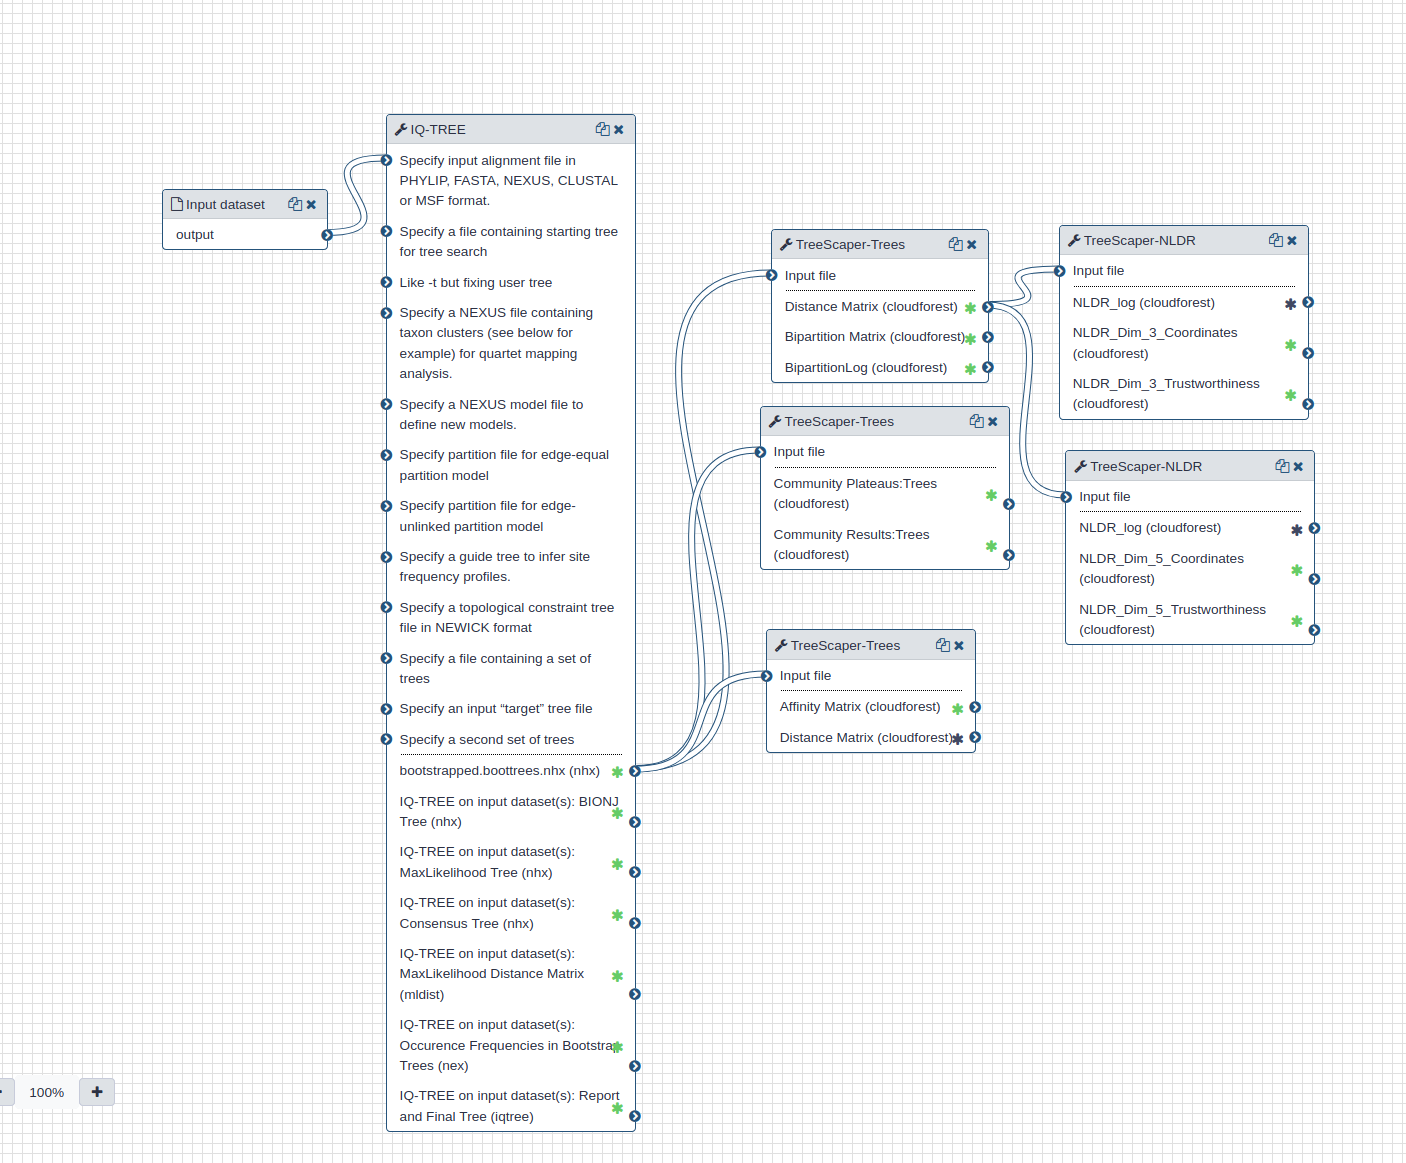 Input dataset
output
IQ-TREE
Specify input alignment file in
PHYLIP, FASTA, NEXUS, CLUSTAL
or MSF format.
Specify a file containing starting tree
for tree search
Like -t but fixing user tree
Specify a NEXUS file containing
taxon clusters (see below for
example) for quartet mapping
analysis.
Specify a NEXUS model file to
define new models.
Specify partition file for edge-equal
partition model
Specify partition file for edge-
unlinked partition model
Specify a guide tree to infer site
frequency profiles.
Specify a topological constraint tree
file in NEWICK format
Specify a file containing a set of
trees
Specify an input “target” tree file
Specify a second set of trees
bootstrapped.boottrees.nhx (nhx)
IQ-TREE on input dataset(s): BIONJ
Tree (nhx)
IQ-TREE on input dataset(s):
MaxLikelihood Tree (nhx)
IQ-TREE on input dataset(s):
Consensus Tree (nhx)
IQ-TREE on input dataset(s):
MaxLikelihood Distance Matrix
(mldist)
IQ-TREE on input dataset(s):
Occurence Frequencies in Bootstrap
Trees (nex)
IQ-TREE on input dataset(s): Report
and Final Tree (iqtree)
TreeScaper-Trees
Input file
Distance Matrix (cloudforest)
Bipartition Matrix (cloudforest)
BipartitionLog (cloudforest)
TreeScaper-Trees
Input file
Community Plateaus:Trees
(cloudforest)
Community Results:Trees
(cloudforest)
TreeScaper-Trees
Input file
Affinity Matrix (cloudforest)
Distance Matrix (cloudforest)
TreeScaper-NLDR
Input file
NLDR_log (cloudforest)
NLDR_Dim_3_Coordinates
(cloudforest)
NLDR_Dim_3_Trustworthiness
(cloudforest)
TreeScaper-NLDR
Input file
NLDR_log (cloudforest)
NLDR_Dim_5_Coordinates
(cloudforest)
NLDR_Dim_5_Trustworthiness
(cloudforest)
100%